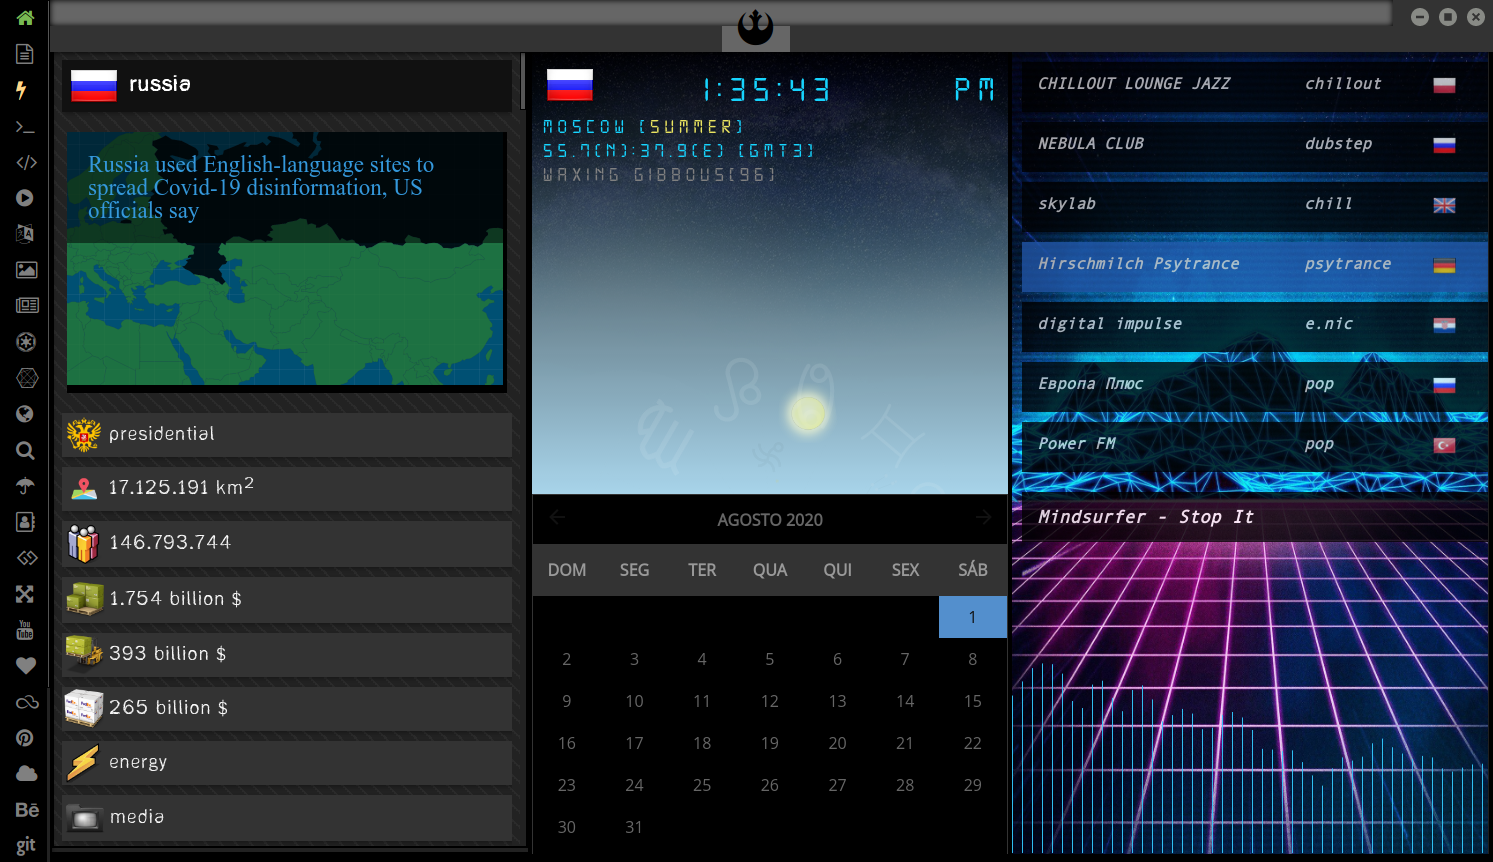 russia
Russia used English-language sites to
spread Covid-19 disinformation, US
officials say
presidential
17.125.191 km²
146.793.744
1.754 billion $
393 billion $
265 billion $
energy
media
You
Tube
Bē
git
1:35:43 PM
MOSCOW (SUMMER)
55.7(N):37.9(E) (GMT3)
WAXING GIBBOUS(96)
AGOSTO 2020
DOM SEG TER QUA QUI SEX SÁB
1
2 3 4 5 6 7 8
9 10 11 12 13 14 15
16 17 18 19 20 21 22
23 24 25 26 27 28 29
30 31
CHILLOUT LOUNGE JAZZ chillout
NEBULA CLUB dubstep
skylab chill
Hirschmilch Psytrance psytrance
digital impulse e.nic
Европа Плюс pop
Power FM pop
Mindsurfer - Stop It